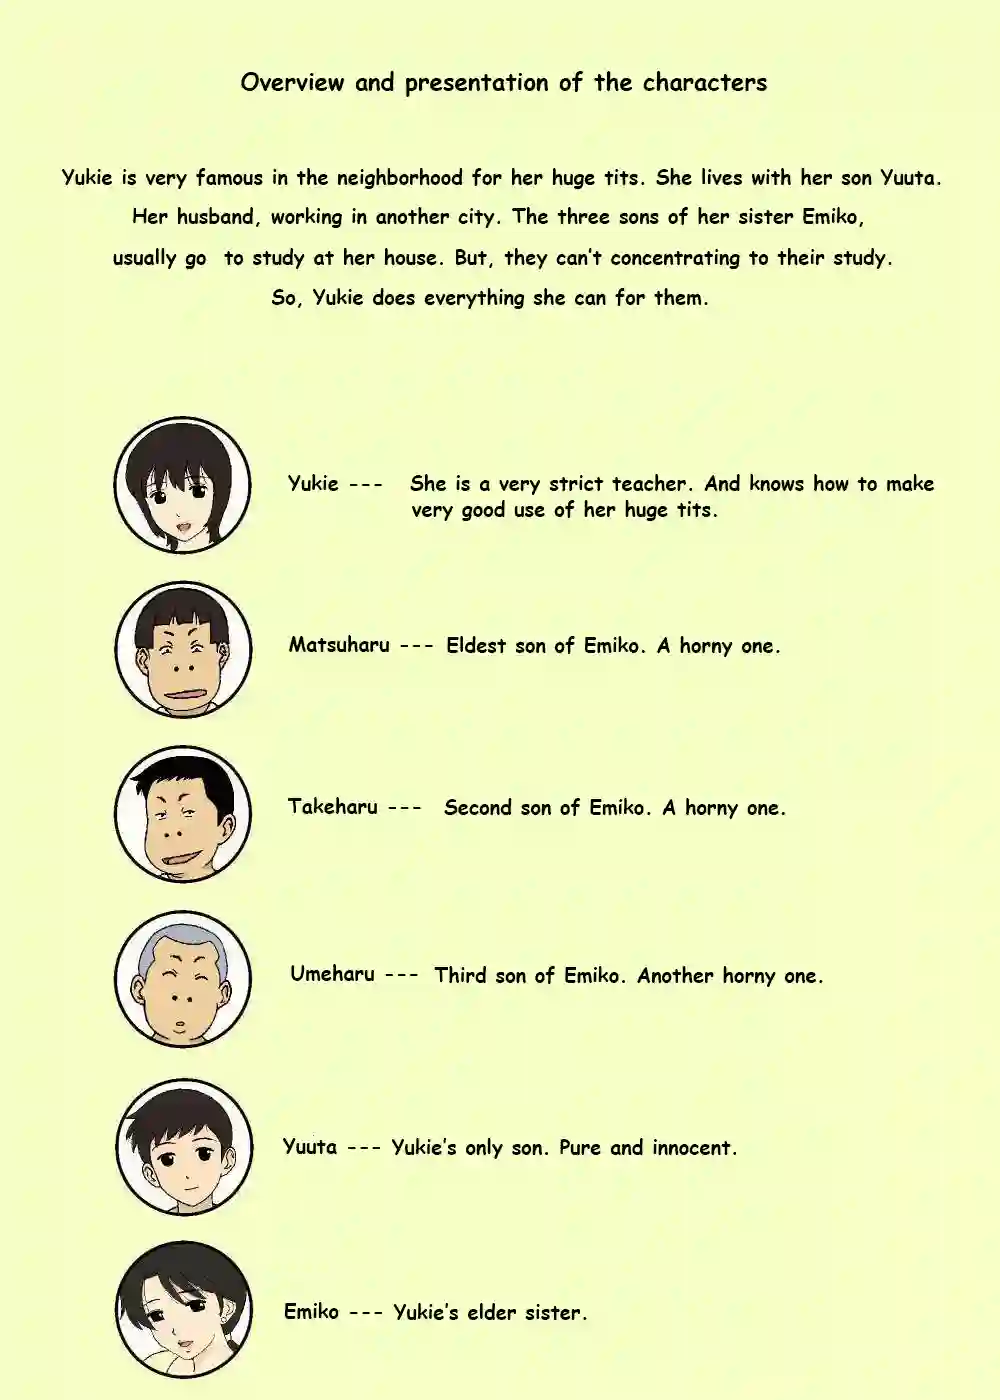 Overview and presentation of the characters
Yukie is very famous in the neighborhood for her huge tits. She lives with her son Yuuta.
Her husband, working in another city. The three sons of her sister Emiko,
usually go to study at her house. But, they can't concentrating to their study.
So, Yukie does everything she can for them.
Yukie --- She is a very strict teacher. And knows how to make
very good use of her huge tits.
Matsuharu --- Eldest son of Emiko. A horny one.
Takeharu --- Second son of Emiko. A horny one.
Umeharu --- Third son of Emiko. Another horny one.
Yuuta --- Yukie's only son. Pure and innocent.
Emiko --- Yukie's elder sister.